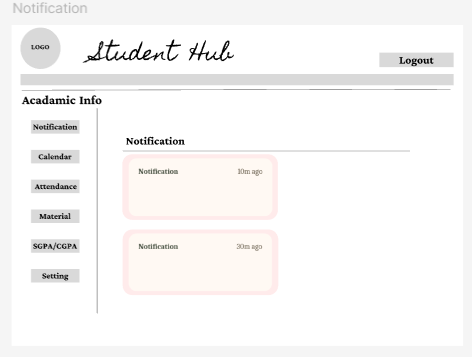 Notification
LOGO
Student Hub
Logout
Acadamic Info
Notification
Calendar
Attendance
Material
SGPA/CGPA
Setting
Notification
Notification 10m ago
Notification 30m ago